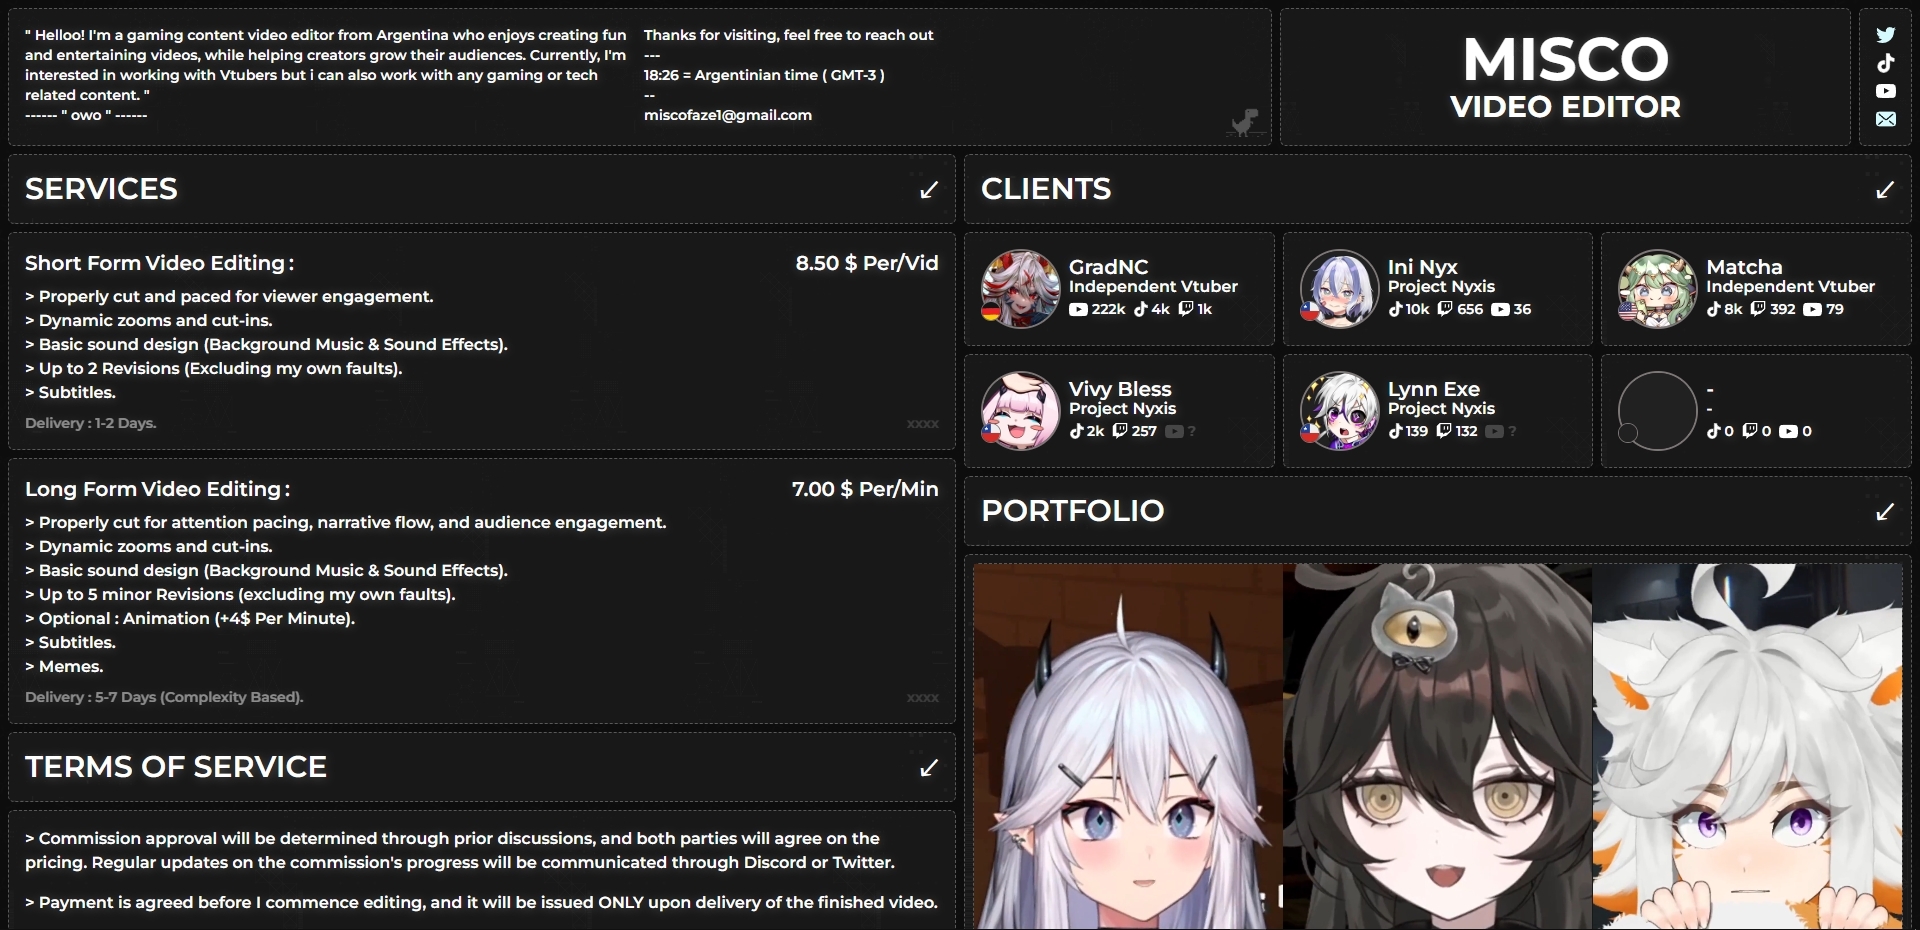 " Helloo! I'm a gaming content video editor from Argentina who enjoys creating fun
and entertaining videos, while helping creators grow their audiences. Currently, I'm
interested in working with Vtubers but i can also work with any gaming or tech
related content. "
------ " owo " ------
Thanks for visiting, feel free to reach out
---
18:26 = Argentinian time ( GMT-3 )
--
miscofaze1@gmail.com
MISCO
VIDEO EDITOR
SERVICES
Short Form Video Editing :
8.50 $ Per/Vid
> Properly cut and paced for viewer engagement.
> Dynamic zooms and cut-ins.
> Basic sound design (Background Music & Sound Effects).
> Up to 2 Revisions (Excluding my own faults).
> Subtitles.
Delivery : 1-2 Days.
xxxx
Long Form Video Editing :
7.00 $ Per/Min
> Properly cut for attention pacing, narrative flow, and audience engagement.
> Dynamic zooms and cut-ins.
> Basic sound design (Background Music & Sound Effects).
> Up to 5 minor Revisions (excluding my own faults).
> Optional : Animation (+4$ Per Minute).
> Subtitles.
> Memes.
Delivery : 5-7 Days (Complexity Based).
xxxx
TERMS OF SERVICE
> Commission approval will be determined through prior discussions, and both parties will agree on the
pricing. Regular updates on the commission's progress will be communicated through Discord or Twitter.
> Payment is agreed before I commence editing, and it will be issued ONLY upon delivery of the finished video.
CLIENTS
GradNC
Independent Vtuber
222k 4k 1k
Ini Nyx
Project Nyxis
10k 656 36
Matcha
Independent Vtuber
8k 392 79
Vivy Bless
Project Nyxis
2k 257 ?
Lynn Exe
Project Nyxis
139 132 ?
-
-
0 0 0
PORTFOLIO